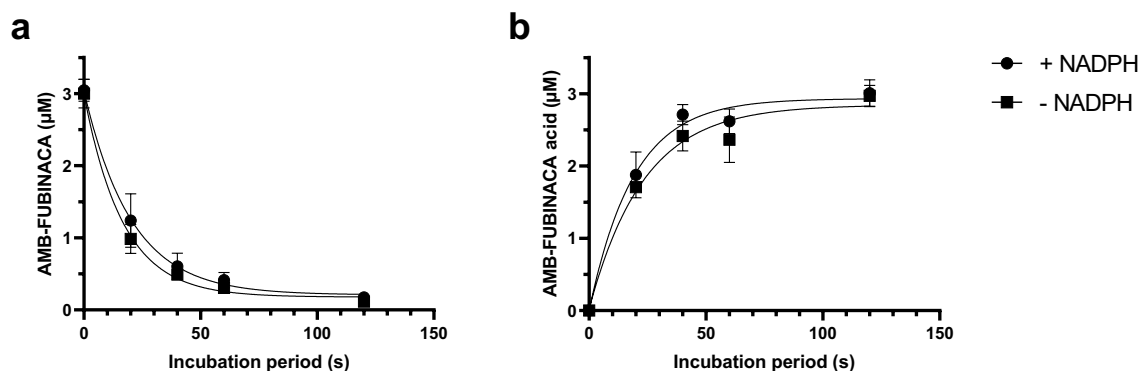 a
AMB-FUBINACA (µM)
3
2
1
0
0
50
100
150
Incubation period (s)
b
AMB-FUBINACA acid (µM)
3
2
1
0
0
50
100
150
Incubation period (s)
+ NADPH
- NADPH